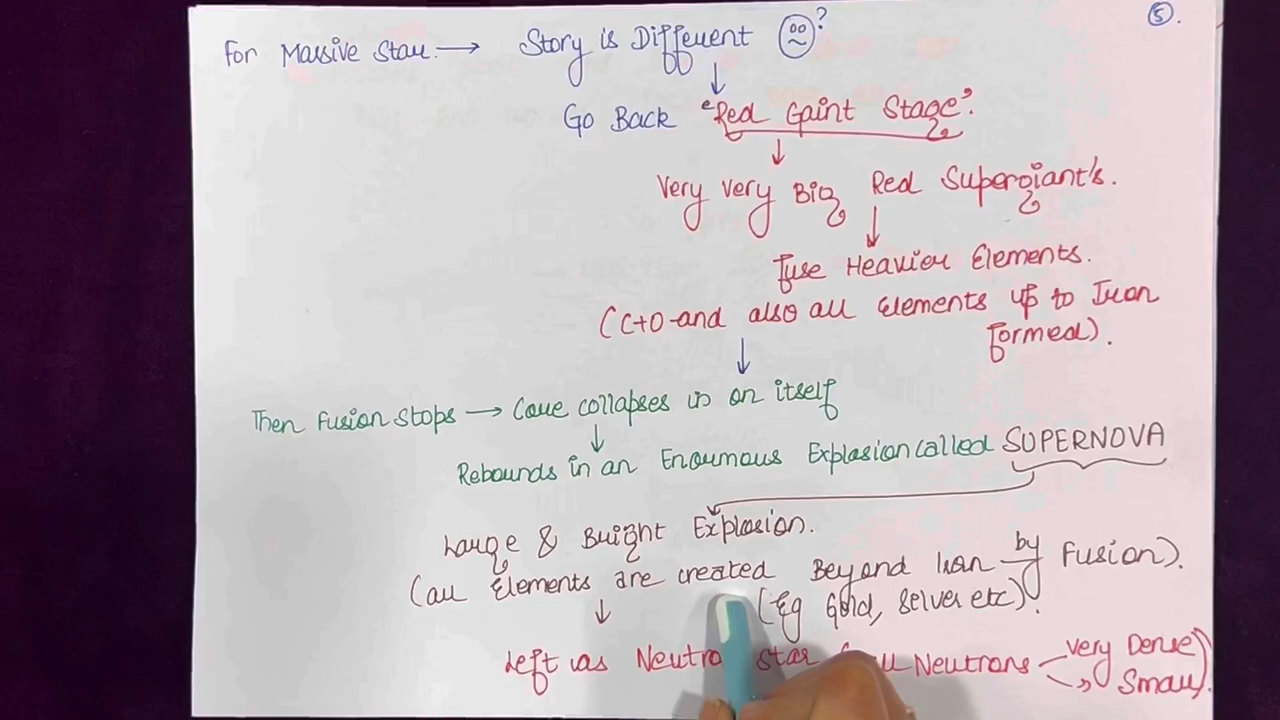 5.
For Massive Star → Story is Different ?
↓
Go Back "Red Gaint Stage".
↓
Very very Big Red Supergiant's.
↓
Fuse Heavier Elements.
(C+O and also all elements up to Iron
formed).
↓
Then Fusion Stops → Core collapses in on itself
↓
Rebounds in an Enormous Explosion called SUPERNOVA
Large & Bright Explosion.
(all Elements are created Beyond Iron by Fusion).
↓ (Eg Gold, Silver etc).
Left as Neutron star Neutrons very Dense
→ Small).